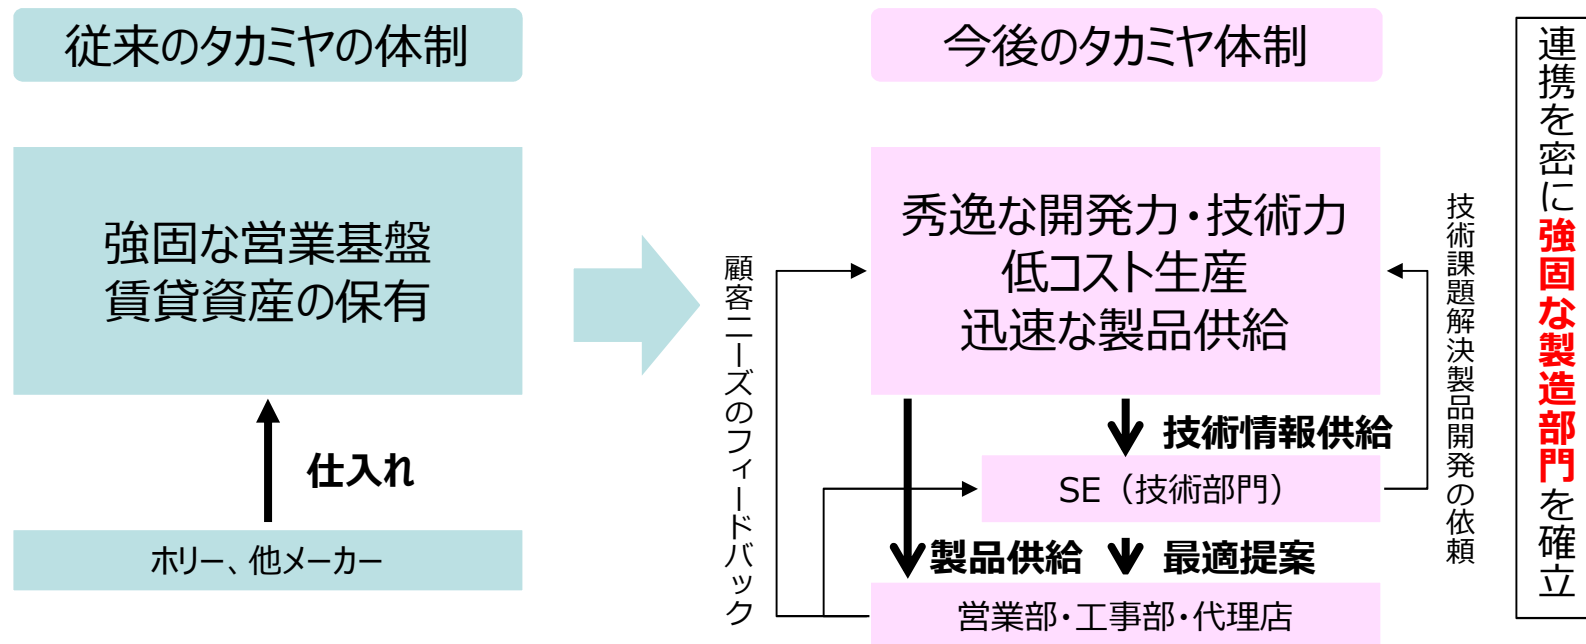 従来のタカミヤの体制
強固な営業基盤
賃貸資産の保有
仕入れ
ホリー、他メーカー
今後のタカミヤ体制
秀逸な開発力・技術力
低コスト生産
迅速な製品供給
顧客ニーズのフィードバック
技術情報供給
SE（技術部門）
製品供給
最適提案
営業部・工事部・代理店
技術課題解決製品開発の依頼
連携を密に強固な製造部門を確立